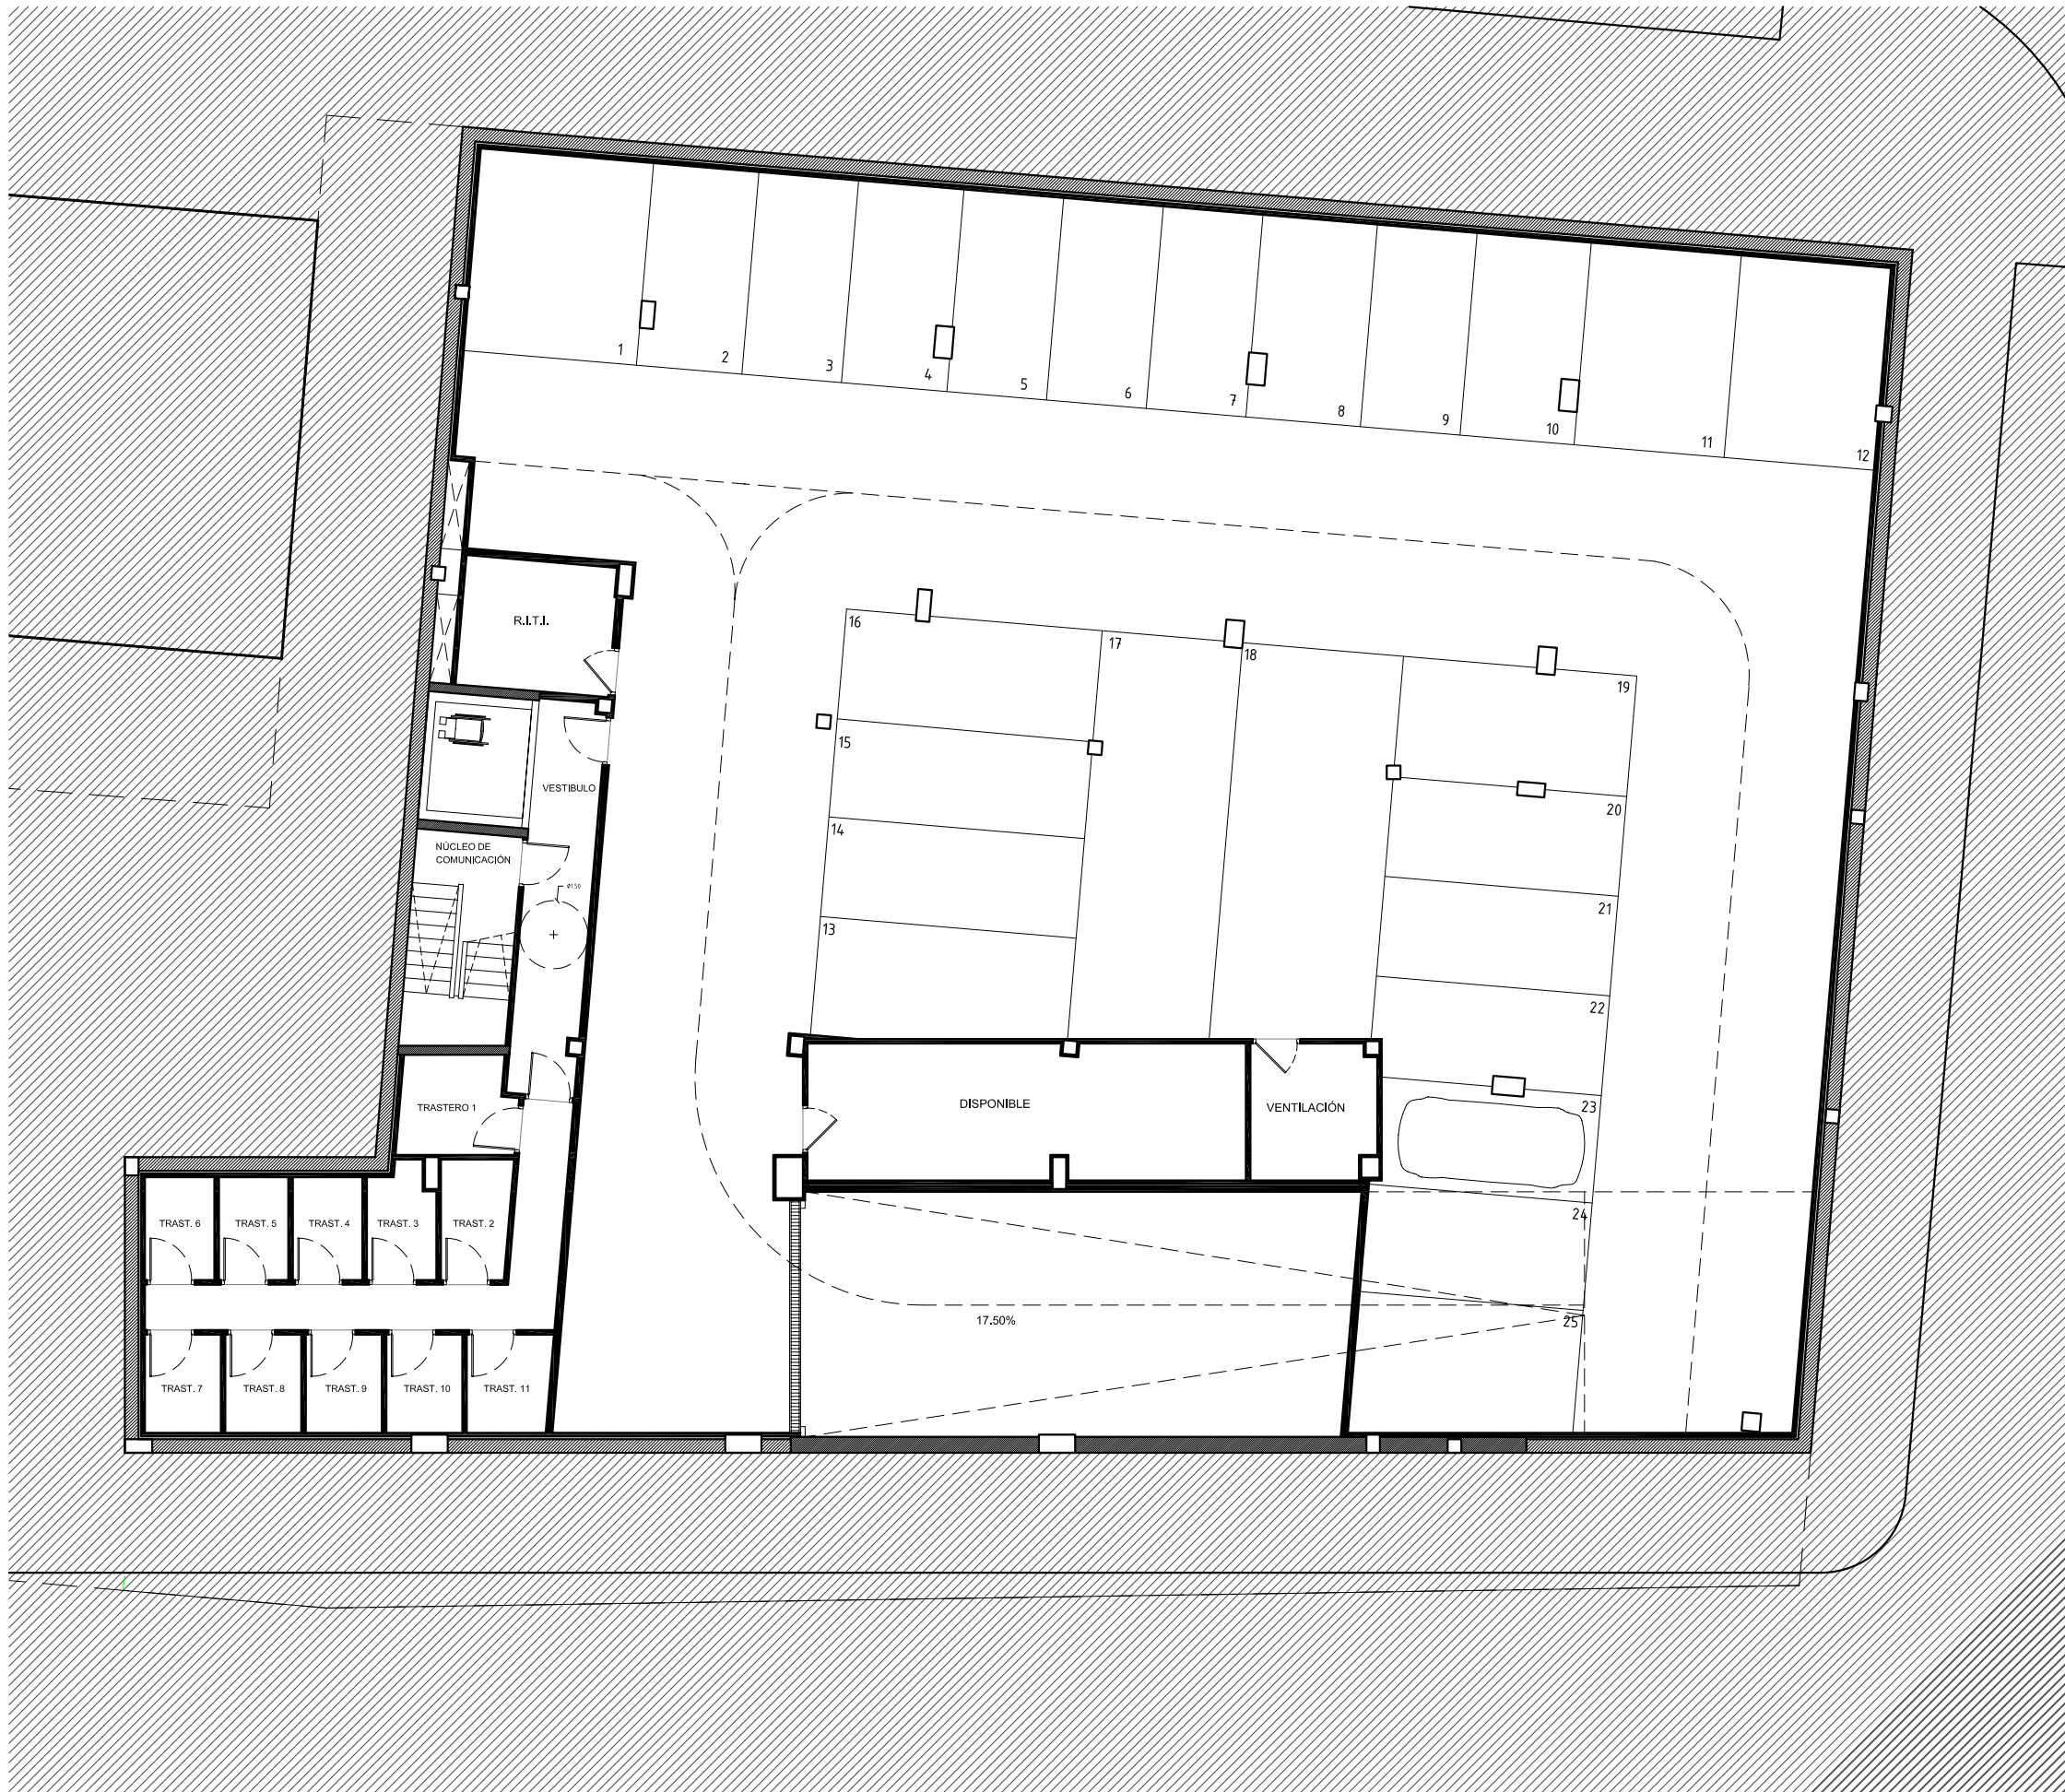 1
2
3
4
5
6
7
8
9
10
11
12
R.I.T.I.
16
17
18
19
15
20
VESTIBULO
14
NÚCLEO DE
COMUNICACIÓN
Ø1.50
21
13
22
TRASTERO 1
DISPONIBLE
VENTILACIÓN
23
TRAST. 6
TRAST. 5
TRAST. 4
TRAST. 3
TRAST. 2
24
17.50%
25
TRAST. 7
TRAST. 8
TRAST. 9
TRAST. 10
TRAST. 11